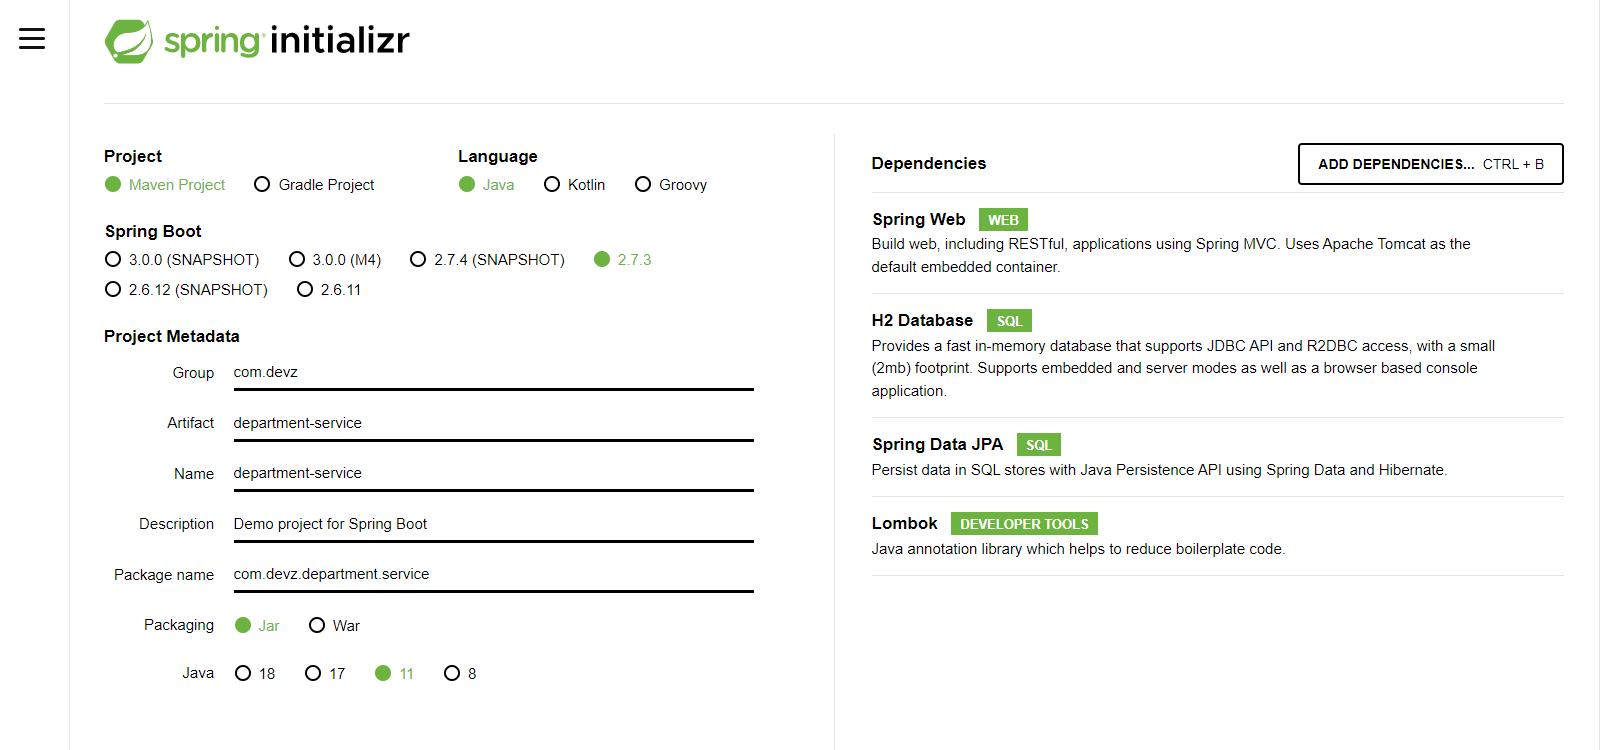 spring initializr
Project
Maven Project Gradle Project
Language
Java Kotlin Groovy
Spring Boot
3.0.0 (SNAPSHOT) 3.0.0 (M4) 2.7.4 (SNAPSHOT) 2.7.3
2.6.12 (SNAPSHOT) 2.6.11
Project Metadata
Group com.devz
Artifact department-service
Name department-service
Description Demo project for Spring Boot
Package name com.devz.department.service
Packaging Jar War
Java 18 17 11 8
Dependencies
ADD DEPENDENCIES... CTRL + B
Spring Web WEB
Build web, including RESTful, applications using Spring MVC. Uses Apache Tomcat as the
default embedded container.
H2 Database SQL
Provides a fast in-memory database that supports JDBC API and R2DBC access, with a small
(2mb) footprint. Supports embedded and server modes as well as a browser based console
application.
Spring Data JPA SQL
Persist data in SQL stores with Java Persistence API using Spring Data and Hibernate.
Lombok DEVELOPER TOOLS
Java annotation library which helps to reduce boilerplate code.